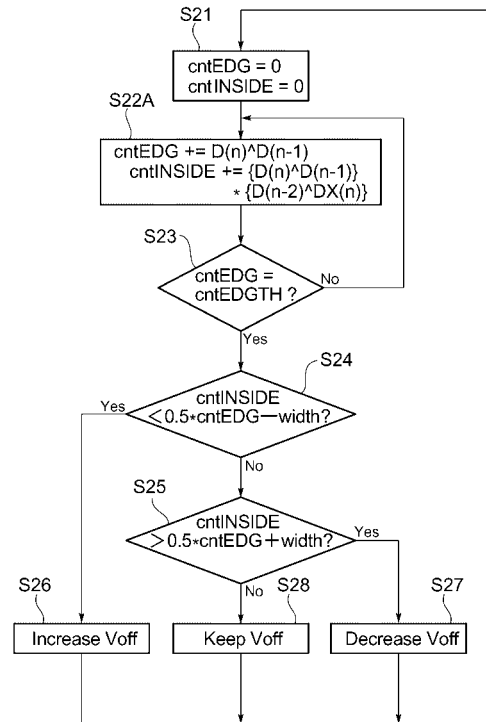 S21
cntEDG = 0
cntINSIDE = 0
S22A
cntEDG += D(n)^D(n-1)
cntINSIDE += {D(n)^D(n-1)}
* {D(n-2)^DX(n)}
S23
cntEDG =
cntEDGTH ?
No
Yes
S24
cntINSIDE
<0.5*cntEDG−width?
Yes
No
S25
cntINSIDE
>0.5*cntEDG+width?
Yes
No
S26
Increase Voff
S28
Keep Voff
S27
Decrease Voff